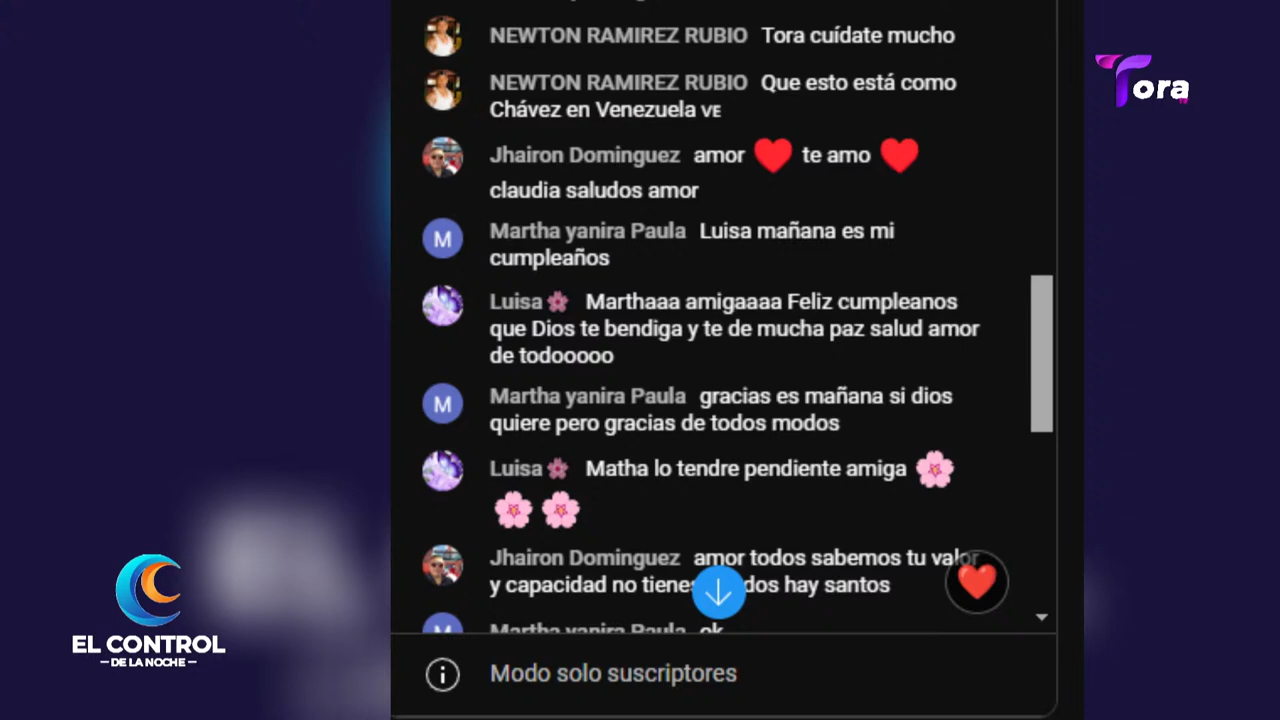 NEWTON RAMIREZ RUBIO Tora cuídate mucho
NEWTON RAMIREZ RUBIO Que esto está como
Chávez en Venezuela VE
Jhairon Dominguez amor ❤️ te amo ❤️
claudia saludos amor
Martha yanira Paula Luisa mañana es mi
cumpleaños
Luisa🌸 Marthaaa amigaaaa Feliz cumpleanos
que Dios te bendiga y te de mucha paz salud amor
de todooooo
Martha yanira Paula gracias es mañana si dios
quiere pero gracias de todos modos
Luisa🌸 Matha lo tendre pendiente amiga 🌸
🌸🌸
Jhairon Dominguez amor todos sabemos tu valor
y capacidad no tienes hay santos
Martha yanira Paula ok
Modo solo suscriptores
Tora
EL CONTROL
DE LA NOCHE